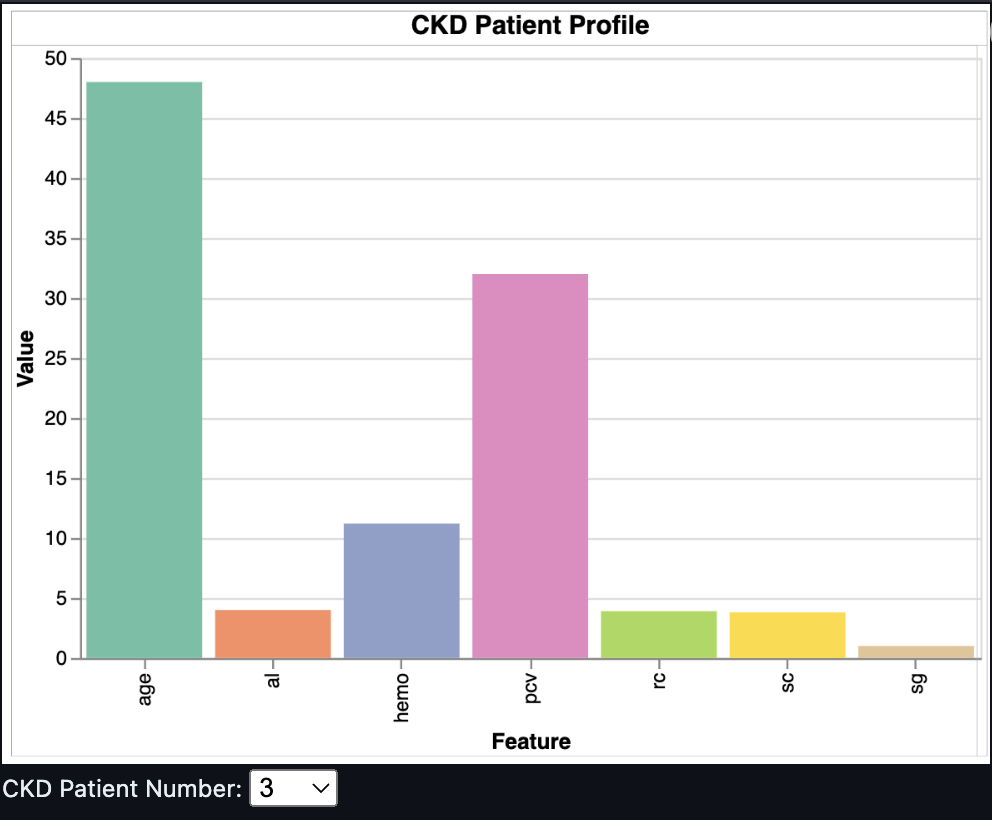 CKD Patient Profile
50
45
40
35
30
25
20
15
10
5
0
Value
age
al
hemo
pcv
rc
sc
sg
Feature
CKD Patient Number: 3